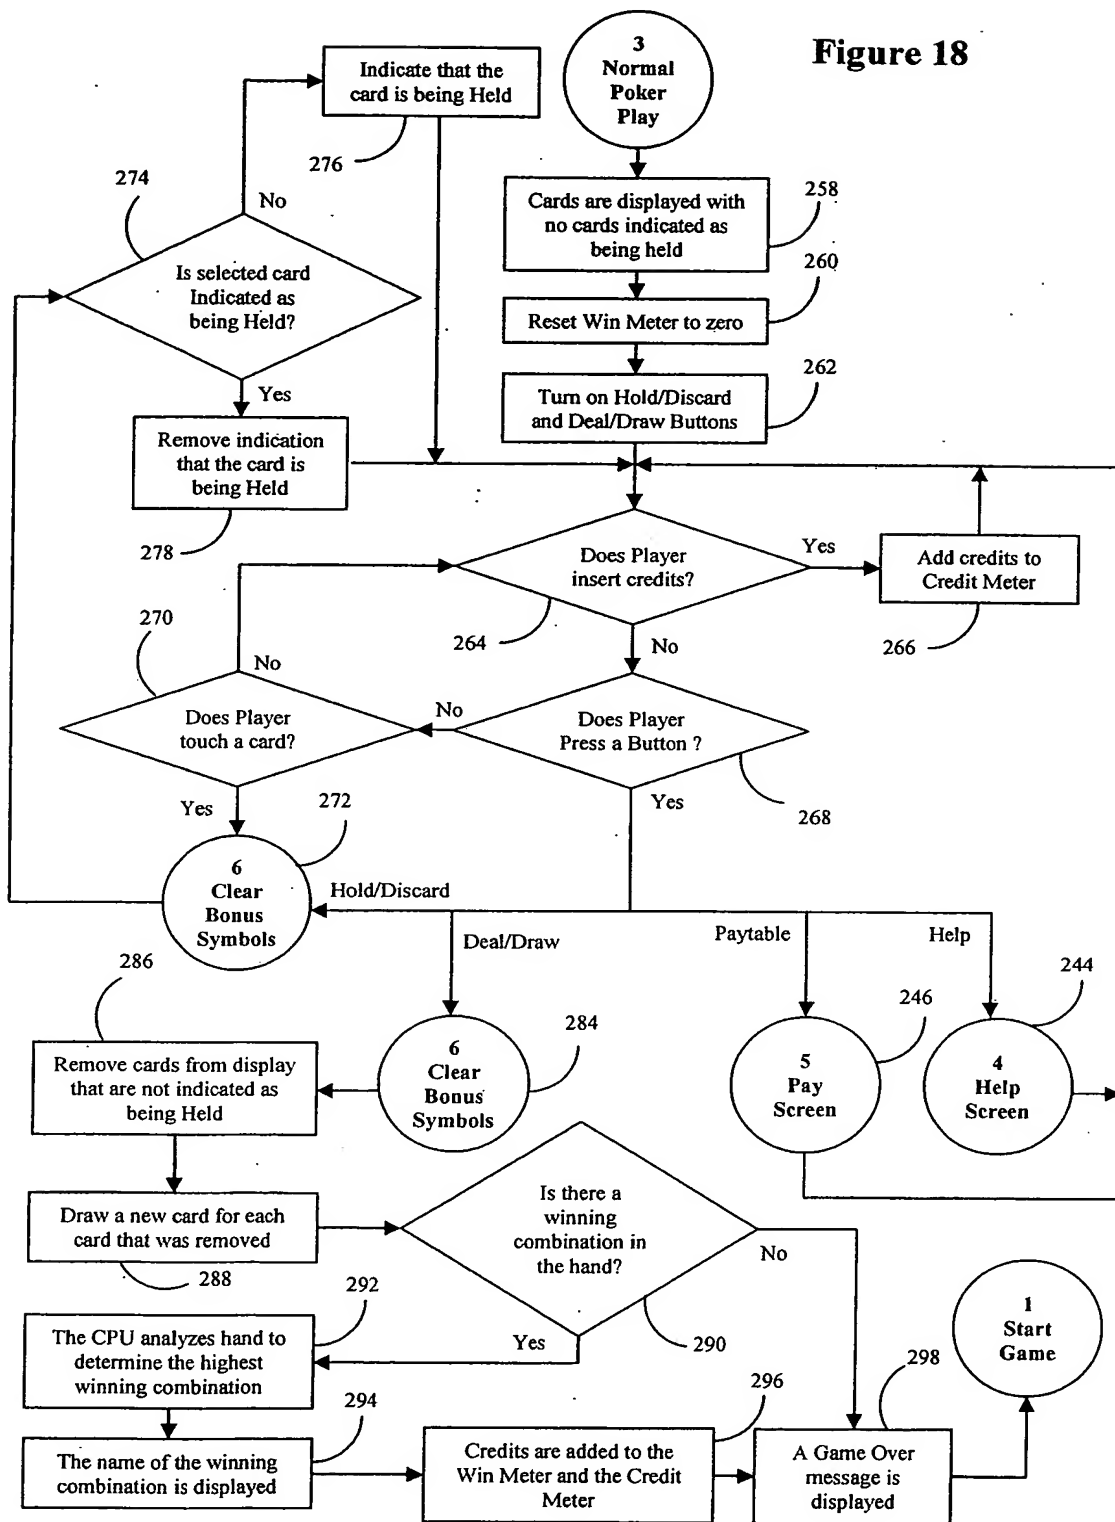 Figure 18
3
Normal
Poker
Play
Indicate that the
card is being Held
276
274
No
258
Cards are displayed with
no cards indicated as
being held
260
Is selected card
Indicated as
being Held?
Reset Win Meter to zero
262
Yes
Turn on Hold/Discard
and Deal/Draw Buttons
Remove indication
that the card is
being Held
278
Does Player
insert credits?
Yes
Add credits to
Credit Meter
270
264
266
No
No
Does Player
touch a card?
No
Does Player
Press a Button ?
Yes
272
Yes
268
6
Clear
Bonus
Symbols
Hold/Discard
Deal/Draw
Paytable
Help
286
246
244
284
Remove cards from display
that are not indicated as
being Held
6
Clear
Bonus
Symbols
5
Pay
Screen
4
Help
Screen
Is there a
winning
combination in
the hand?
Draw a new card for each
card that was removed
No
288
292
1
Start
Game
Yes
290
The CPU analyzes hand to
determine the highest
winning combination
298
294
296
The name of the winning
combination is displayed
Credits are added to the
Win Meter and the Credit
Meter
A Game Over
message is
displayed